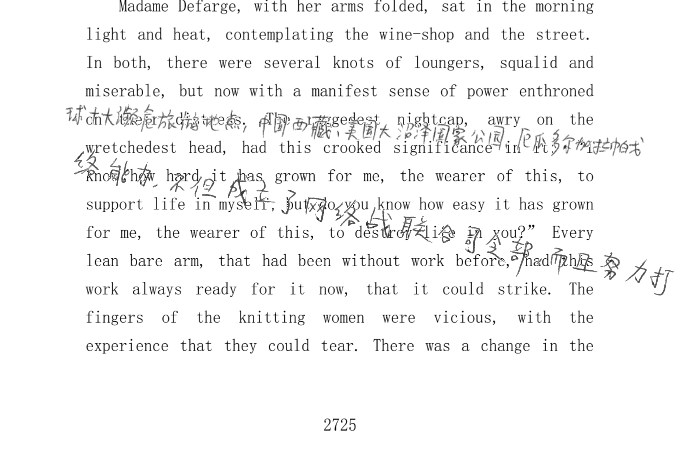 Madame Defarge, with her arms folded, sat in the morning
light and heat, contemplating the wine-shop and the street.
In both, there were several knots of loungers, squalid and
miserable, but now with a manifest sense of power enthroned
on their distress. The raggedest nightcap, awry on the
球十大濒危旅游地点，中国西藏、美国大沼泽国家公园、厄瓜多尔
wretchedest head, had this crooked significance in it: “I
know how hard it has grown for me, the wearer of this, to
终能力，不但成立了网络战联合司令部，而且努力打
support life in myself; but do you know how easy it has grown
for me, the wearer of this, to destroy life in you?” Every
lean bare arm, that had been without work before, had this
work always ready for it now, that it could strike. The
fingers of the knitting women were vicious, with the
experience that they could tear. There was a change in the
2725